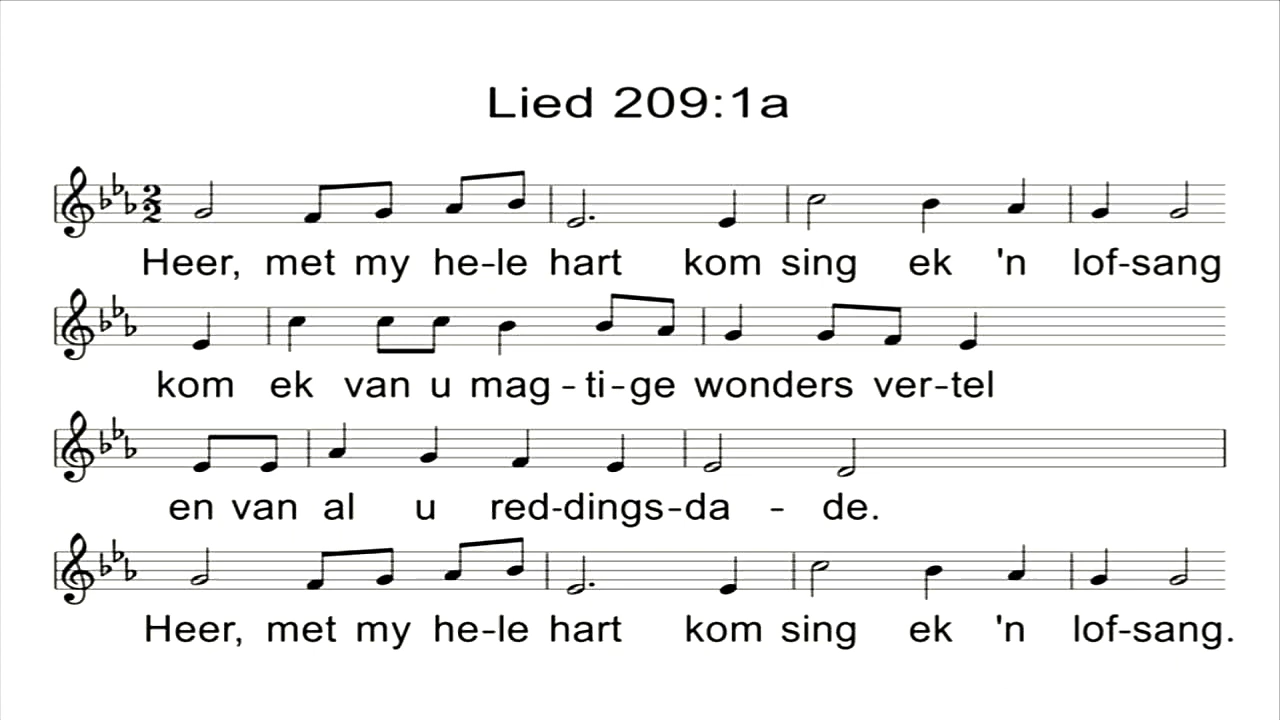 Lied 209:1a
2
2
Heer, met my he-le hart kom sing ek 'n lof-sang
kom ek van u mag-ti-ge wonders ver-tel
en van al u red-dings-da - de.
Heer, met my he-le hart kom sing ek 'n lof-sang.